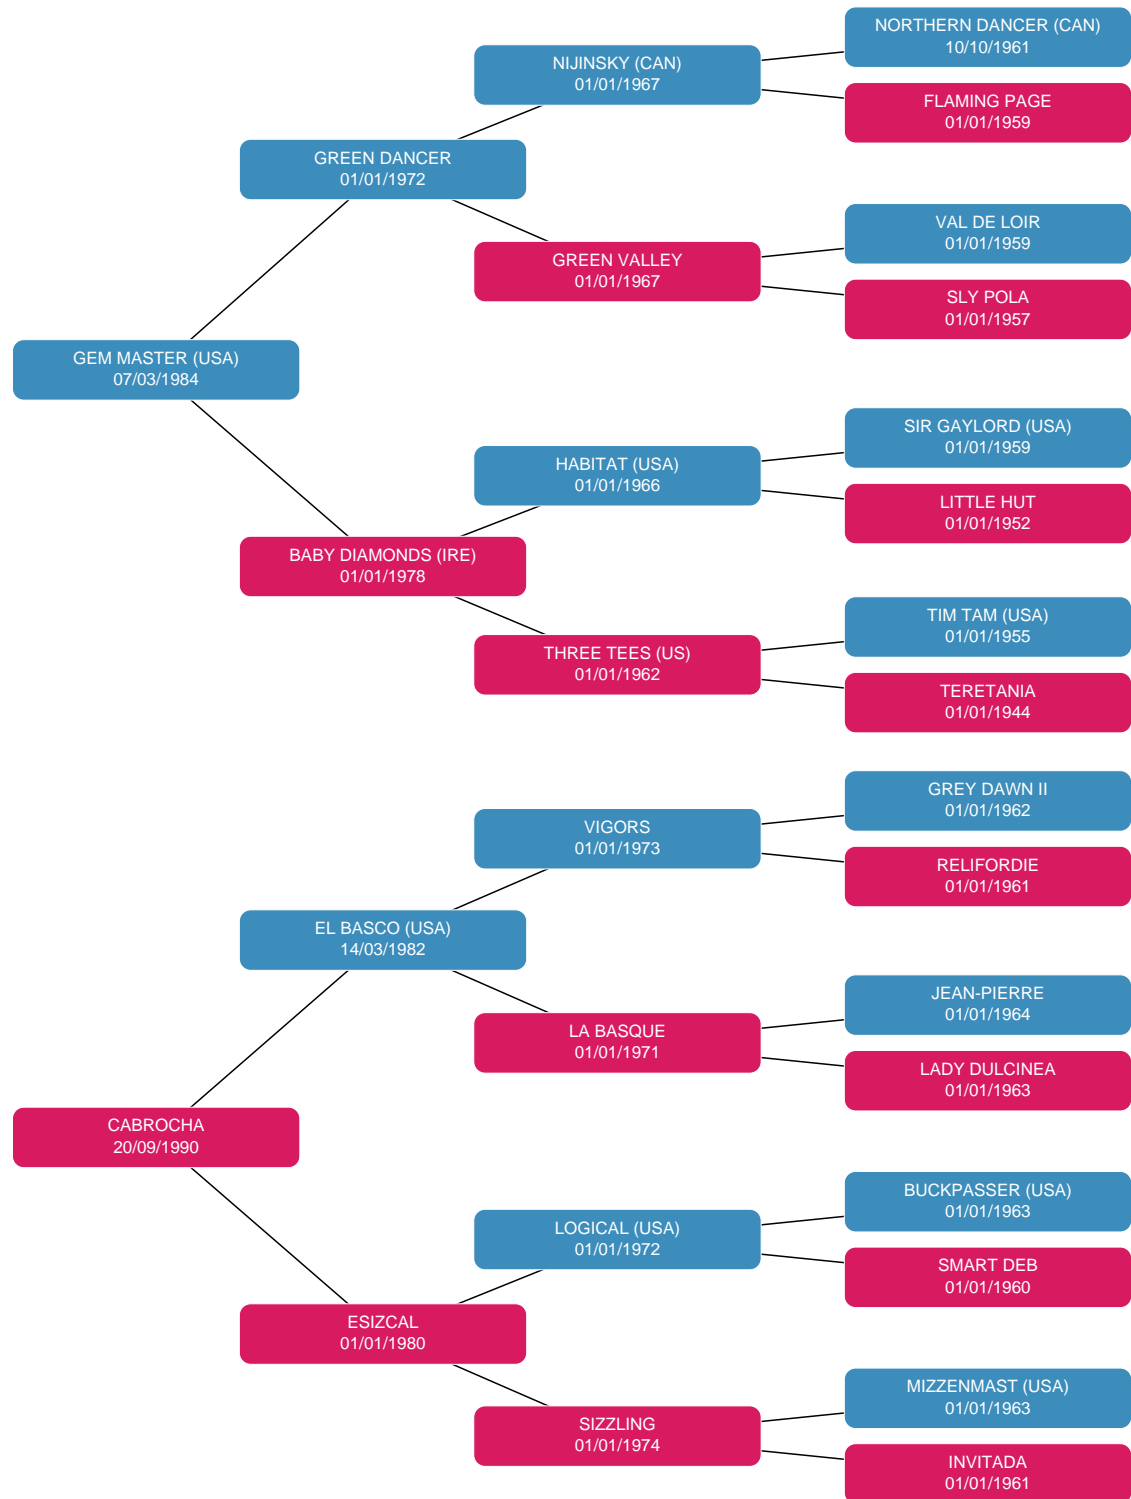 NORTHERN DANCER (CAN)
10/10/1961
NIJINSKY (CAN)
01/01/1967
FLAMING PAGE
01/01/1959
GREEN DANCER
01/01/1972
VAL DE LOIR
01/01/1959
GREEN VALLEY
01/01/1967
SLY POLA
01/01/1957
GEM MASTER (USA)
07/03/1984
SIR GAYLORD (USA)
01/01/1959
HABITAT (USA)
01/01/1966
LITTLE HUT
01/01/1952
BABY DIAMONDS (IRE)
01/01/1978
TIM TAM (USA)
01/01/1955
THREE TEES (US)
01/01/1962
TERETANIA
01/01/1944
GREY DAWN II
01/01/1962
VIGORS
01/01/1973
RELIFORDIE
01/01/1961
EL BASCO (USA)
14/03/1982
JEAN-PIERRE
01/01/1964
LA BASQUE
01/01/1971
LADY DULCINEA
01/01/1963
CABROCHA
20/09/1990
BUCKPASSER (USA)
01/01/1963
LOGICAL (USA)
01/01/1972
SMART DEB
01/01/1960
ESIZCAL
01/01/1980
MIZZENMAST (USA)
01/01/1963
SIZZLING
01/01/1974
INVITADA
01/01/1961